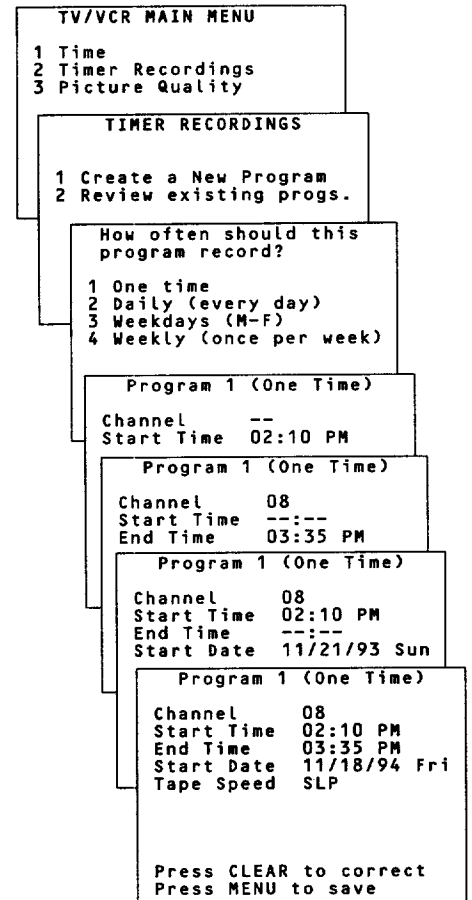 TV/VCR MAIN MENU
1 Time
2 Timer Recordings
3 Picture Quality
TIMER RECORDINGS
1 Create a New Program
2 Review existing progs.
How often should this
program record?
1 One time
2 Daily (every day)
3 Weekdays (M-F)
4 Weekly (once per week)
Program 1 (One Time)
Channel --
Start Time 02:10 PM
Program 1 (One Time)
Channel 08
Start Time --:--
End Time 03:35 PM
Program 1 (One Time)
Channel 08
Start Time 02:10 PM
End Time --:--
Start Date 11/21/93 Sun
Program 1 (One Time)
Channel 08
Start Time 02:10 PM
End Time 03:35 PM
Start Date 11/18/94 Fri
Tape Speed SLP
Press CLEAR to correct
Press MENU to save